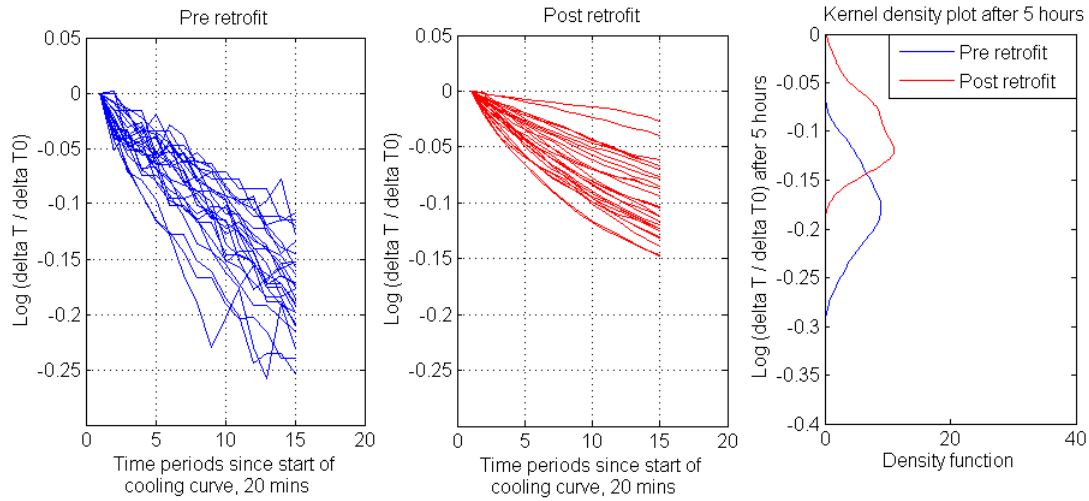 Pre retrofit
0.05
0
-0.05
-0.1
-0.15
-0.2
-0.25
Log (delta T / delta T0)
0 5 10 15 20
Time periods since start of
cooling curve, 20 mins
Post retrofit
0.05
0
-0.05
-0.1
-0.15
-0.2
-0.25
Log (delta T / delta T0)
0 5 10 15 20
Time periods since start of
cooling curve, 20 mins
Kernel density plot after 5 hours
Pre retrofit
Post retrofit
0
-0.05
-0.1
-0.15
-0.2
-0.25
-0.3
-0.35
-0.4
Log (delta T / delta T0) after 5 hours
0 20 40
Density function